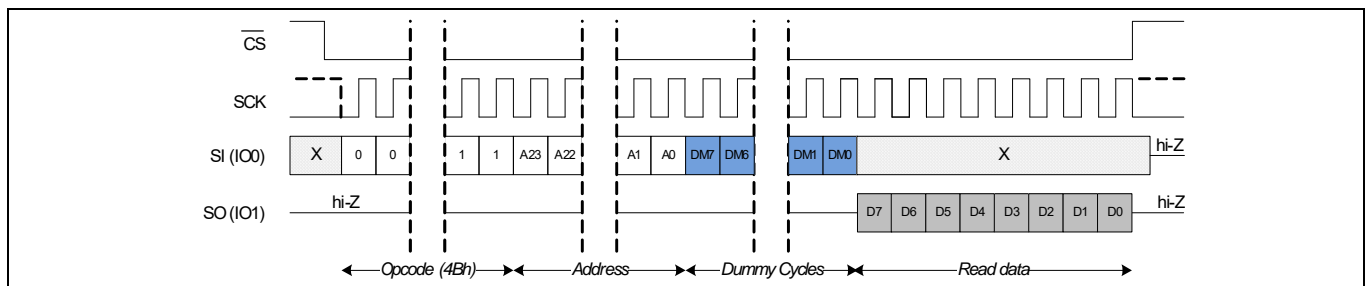 CS
SCK
SI (IO0) X 0 0 1 1 A23 A22 A1 A0 DM7 DM6 DM1 DM0 X hi-Z
hi-Z
SO (IO1) D7 D6 D5 D4 D3 D2 D1 D0 hi-Z
Opcode (4Bh) Address Dummy Cycles Read data